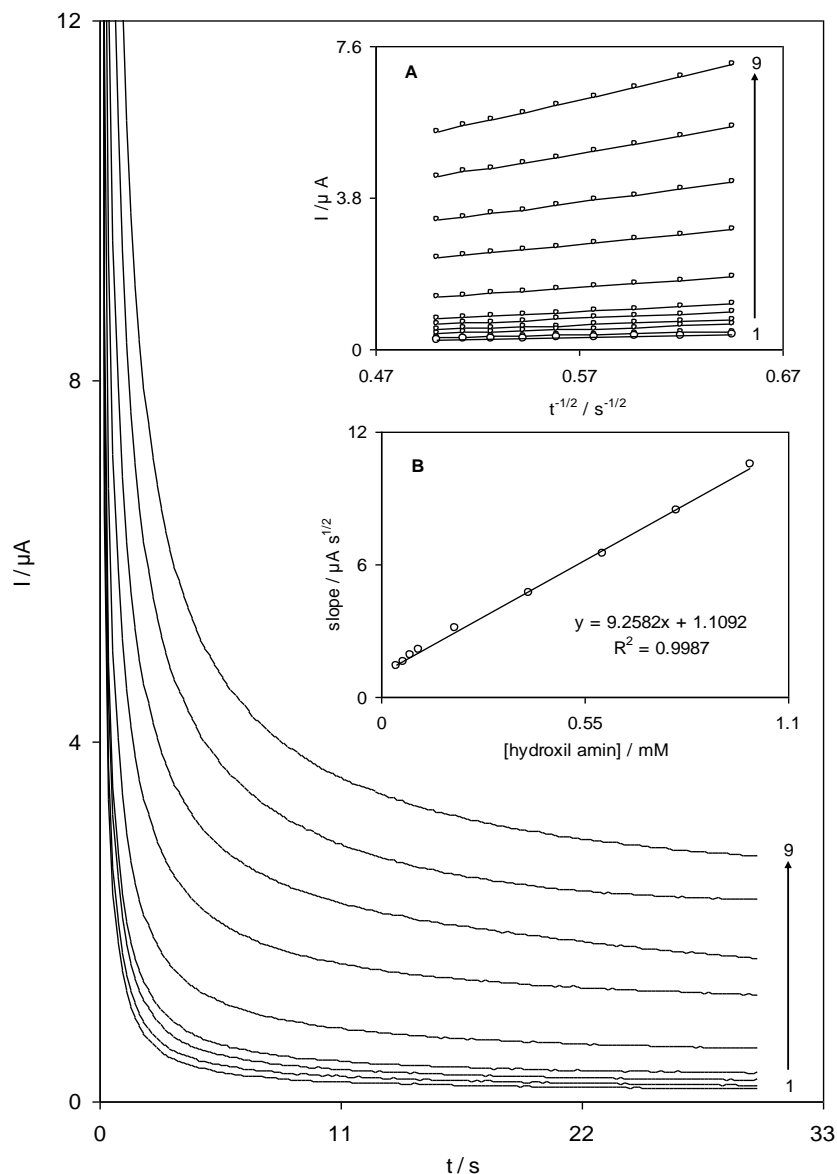 12
8
4
0
I / µA
0
11
22
33
t / s
9
1
A
7.6
3.8
0
I /µ A
0.47
0.57
0.67
t-1/2 / s-1/2
9
1
B
12
6
0
slope / µA s1/2
y = 9.2582x + 1.1092
R2 = 0.9987
0
0.55
1.1
[hydroxil amin] / mM